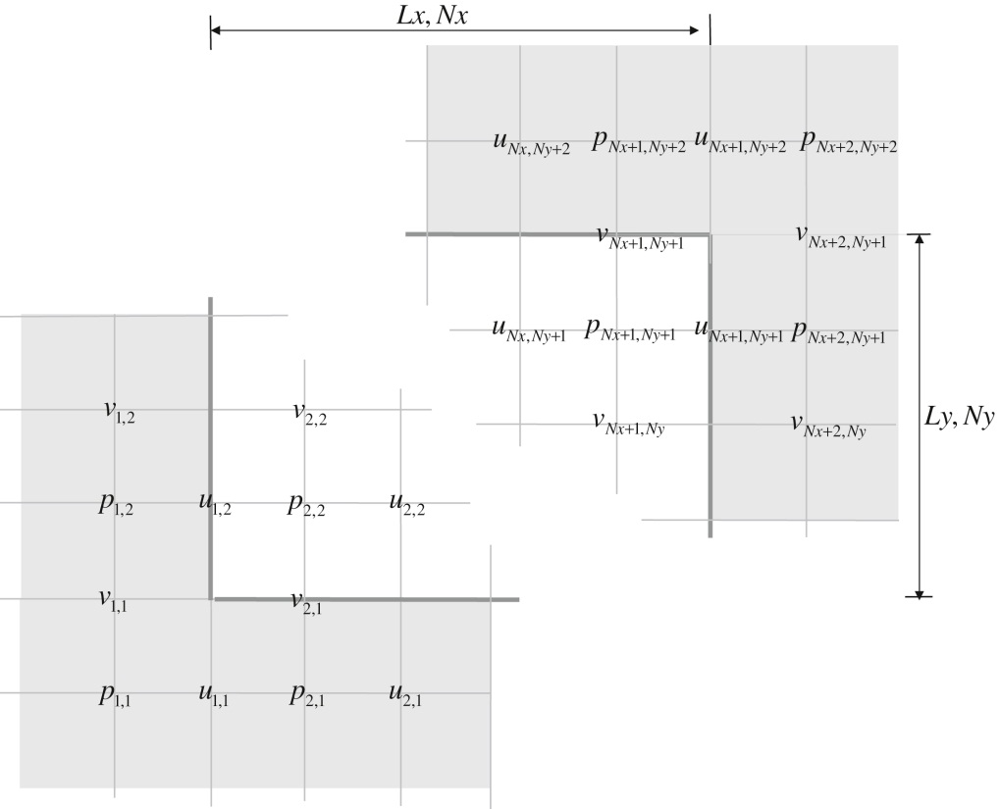 Lx, Nx
u_{Nx,Ny+2} p_{Nx+1,Ny+2} u_{Nx+1,Ny+2} p_{Nx+2,Ny+2}
v_{Nx+1,Ny+1} v_{Nx+2,Ny+1}
u_{Nx,Ny+1} p_{Nx+1,Ny+1} u_{Nx+1,Ny+1} p_{Nx+2,Ny+1}
v_{Nx+1,Ny} v_{Nx+2,Ny}
Ly, Ny
v_{1,2} v_{2,2}
p_{1,2} u_{1,2} p_{2,2} u_{2,2}
v_{1,1} v_{2,1}
p_{1,1} u_{1,1} p_{2,1} u_{2,1}